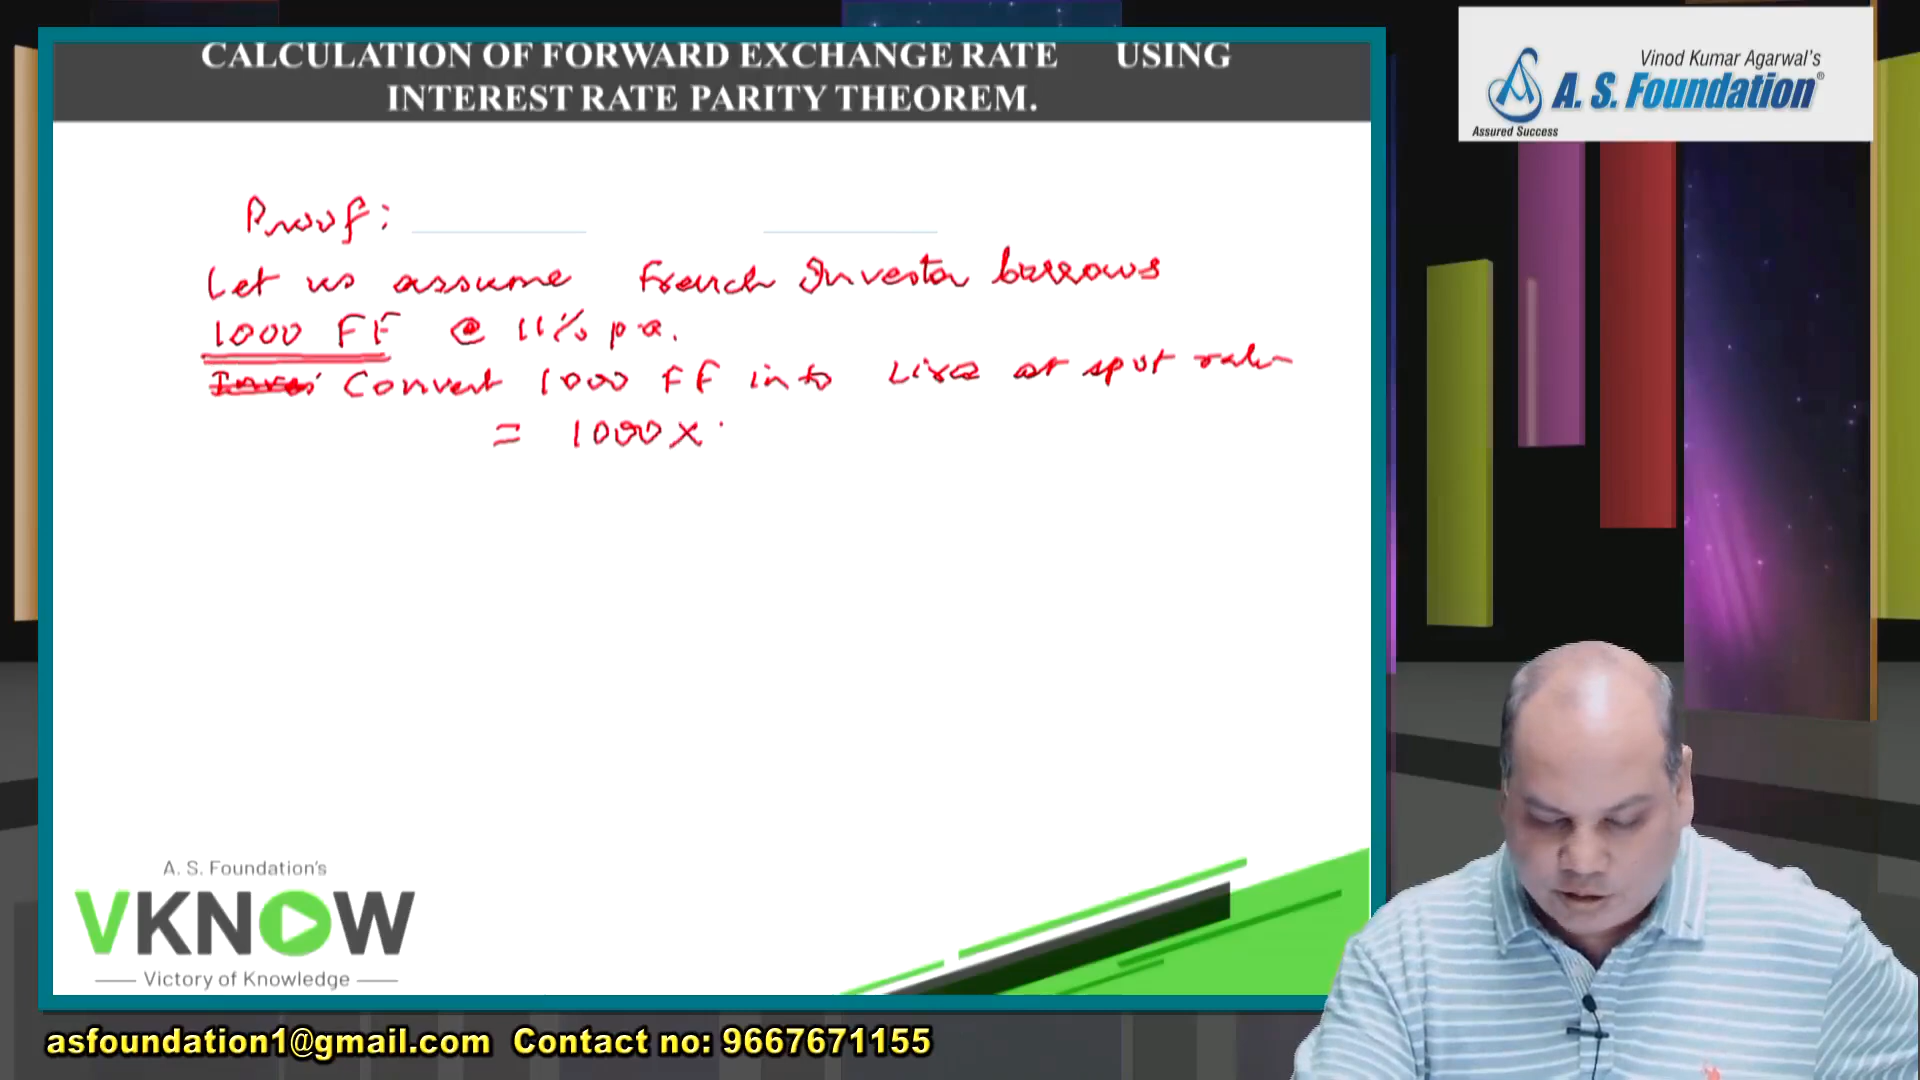 CALCULATION OF FORWARD EXCHANGE RATE USING
INTEREST RATE PARITY THEOREM.
Vinod Kumar Agarwal's
A. S. Foundation®
Assured Success
Proof:
Let us assume French Investor borrows
1000 FF @ 11% p.a.
Convert 1000 FF into Lira at spot rate
= 1000 x
A. S. Foundation's
VKNOW
Victory of Knowledge
asfoundation1@gmail.com Contact no: 9667671155